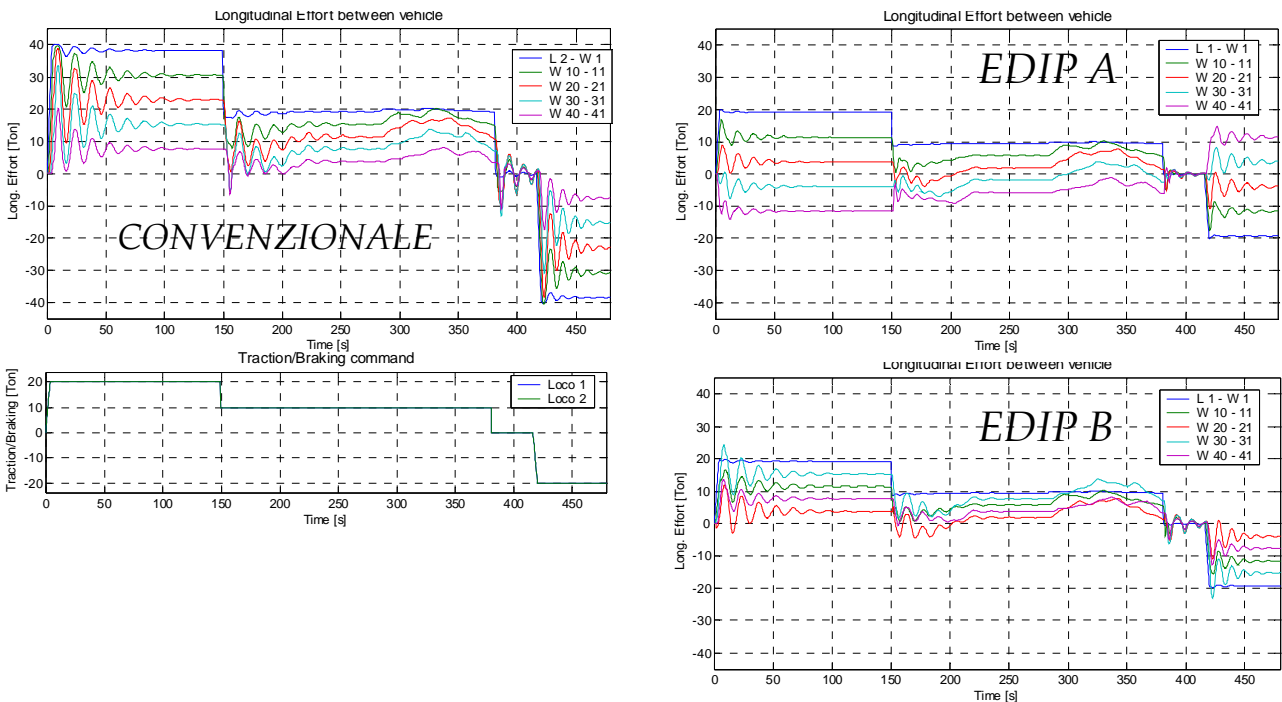 Longitudinal Effort between vehicle
Long. Effort [Ton]
40
30
20
10
0
-10
-20
-30
-40
L 2 - W 1
W 10 - 11
W 20 - 21
W 30 - 31
W 40 - 41
CONVENZIONALE
0 50 100 150 200 250 300 350 400 450
Time [s]
Traction/Braking command
Traction/Braking [Ton]
20
10
0
-10
-20
Loco 1
Loco 2
0 50 100 150 200 250 300 350 400 450
Time [s]
Longitudinal Effort between vehicle
Long. Effort [Ton]
40
30
20
10
0
-10
-20
-30
-40
EDIP A
L 1 - W 1
W 10 - 11
W 20 - 21
W 30 - 31
W 40 - 41
0 50 100 150 200 250 300 350 400 450
Time [s]
Longitudinal Effort between vehicle
Long. Effort [Ton]
40
30
20
10
0
-10
-20
-30
-40
EDIP B
L 1 - W 1
W 10 - 11
W 20 - 21
W 30 - 31
W 40 - 41
0 50 100 150 200 250 300 350 400 450
Time [s]